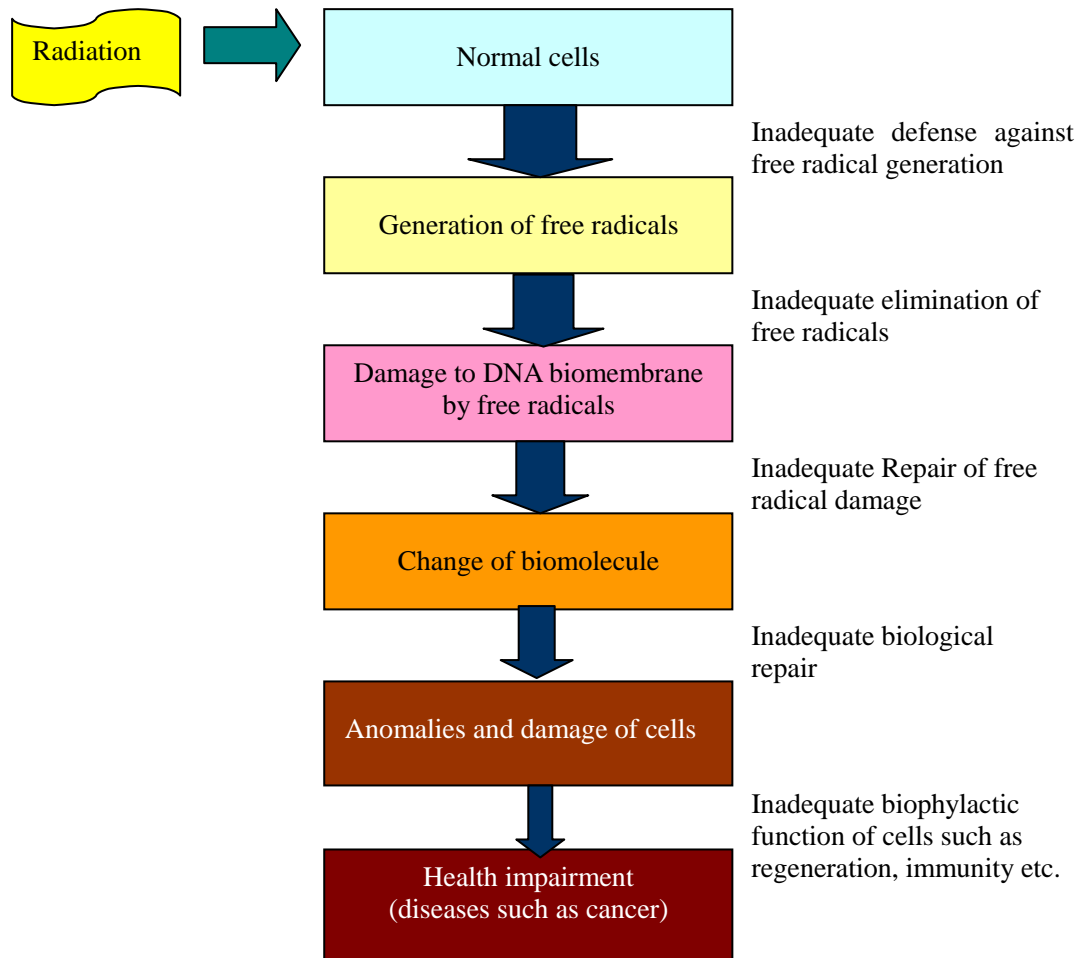 Radiation
Normal cells
Inadequate defense against
free radical generation
Generation of free radicals
Inadequate elimination of
free radicals
Damage to DNA biomembrane
by free radicals
Inadequate Repair of free
radical damage
Change of biomolecule
Inadequate biological
repair
Anomalies and damage of cells
Inadequate biophylactic
function of cells such as
regeneration, immunity etc.
Health impairment
(diseases such as cancer)